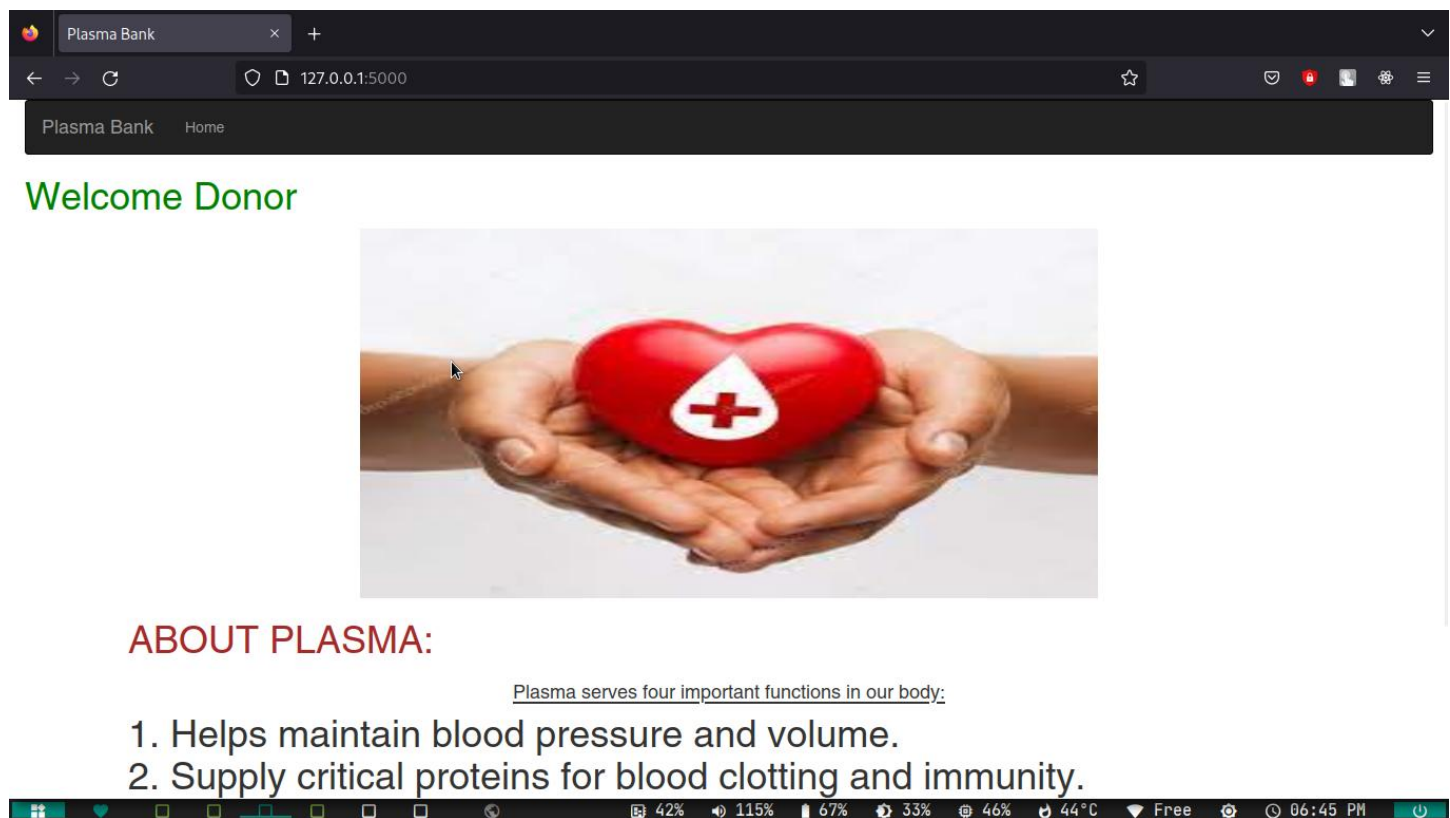 Plasma Bank
127.0.0.1:5000
Plasma Bank Home
Welcome Donor
ABOUT PLASMA:
Plasma serves four important functions in our body:
1. Helps maintain blood pressure and volume.
2. Supply critical proteins for blood clotting and immunity.
42% 115% 67% 33% 46% 44°C Free 06:45 PM